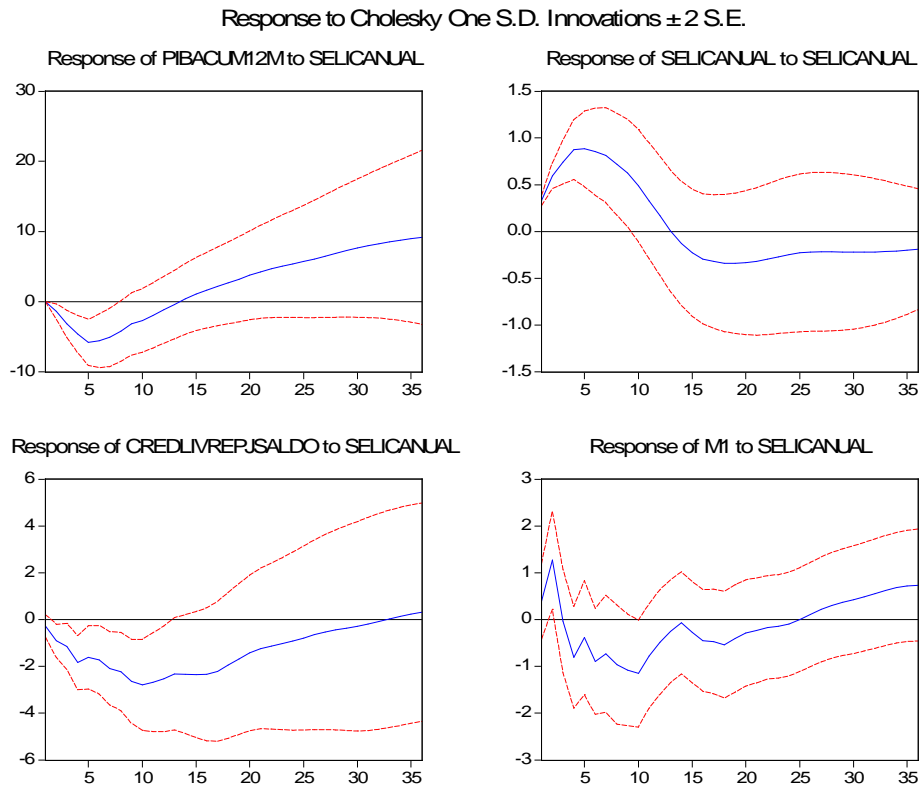 Response to Cholesky One S.D. Innovations ± 2 S.E.
Response of PIBACUM12M to SELICANUAL
30
20
10
0
-10
5 10 15 20 25 30 35
Response of SELICANUAL to SELICANUAL
1.5
1.0
0.5
0.0
-0.5
-1.0
-1.5
5 10 15 20 25 30 35
Response of CREDLIVREPJSALDO to SELICANUAL
6
4
2
0
-2
-4
-6
5 10 15 20 25 30 35
Response of M1 to SELICANUAL
3
2
1
0
-1
-2
-3
5 10 15 20 25 30 35